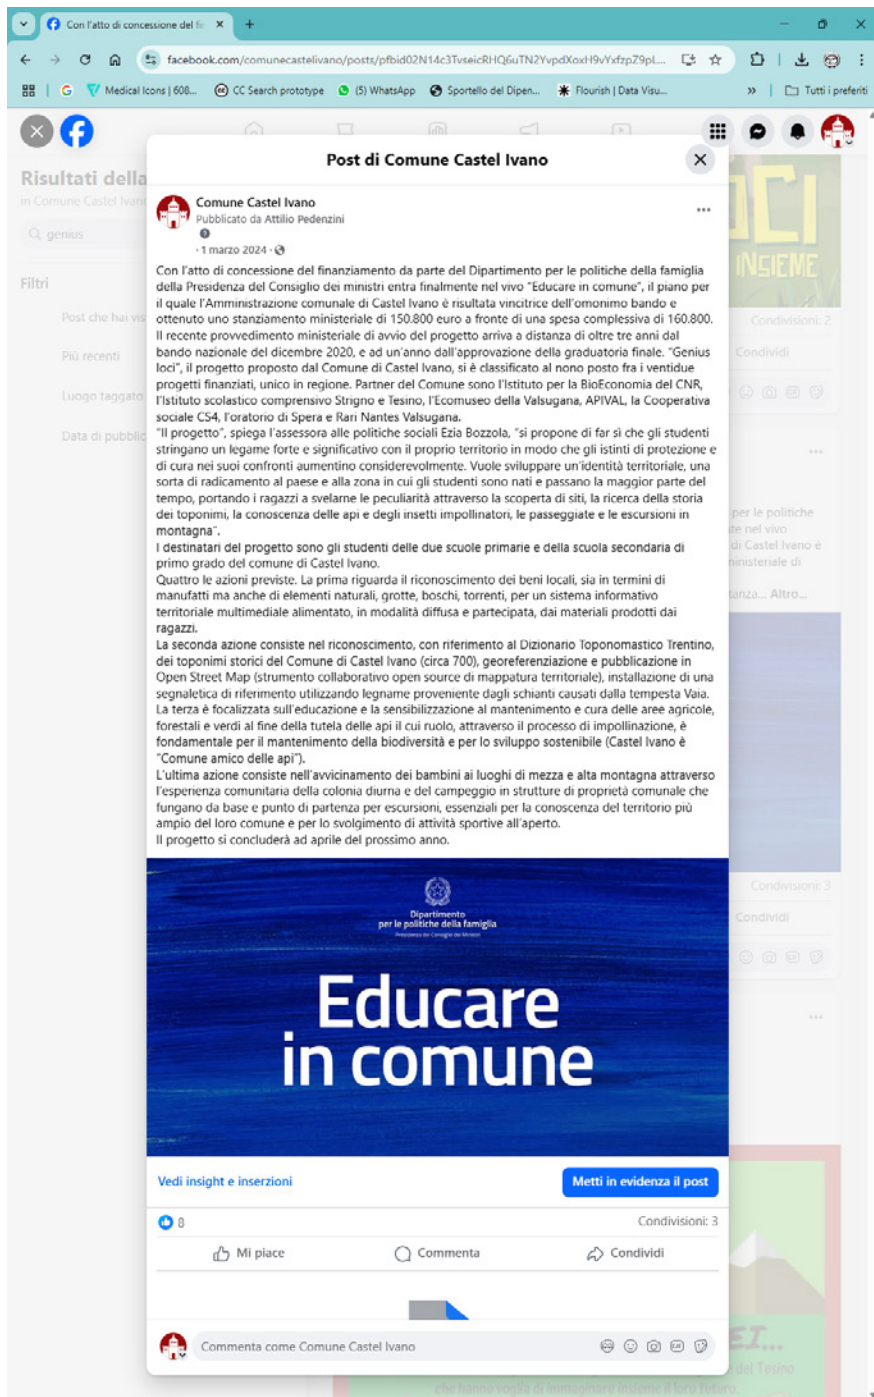 Con l'atto di concessione del fin
facebook.com/comunecastelivano/posts/pfbid02N14c3TvseicRHQ6uTN2YvpdXoxH9vYxfzpZ9pL...
Medical Icons | 608...
CC Search prototype
(5) WhatsApp
Sportello del Dipen...
Flourish | Data Visu...
»
Tutti i preferiti
Post di Comune Castel Ivano
Risultati della
in Comune Castel Ivano
genius
Filtri
Post che hai vis
Più recenti
Luogo taggato
Data di pubblic
Comune Castel Ivano
Pubblicato da Attilio Pedenzini
· 1 marzo 2024 ·
Con l'atto di concessione del finanziamento da parte del Dipartimento per le politiche della famiglia
della Presidenza del Consiglio dei ministri entra finalmente nel vivo "Educare in comune", il piano per
il quale l'Amministrazione comunale di Castel Ivano è risultata vincitrice dell'omonimo bando e
ottenuto uno stanziamento ministeriale di 150.800 euro a fronte di una spesa complessiva di 160.800.
Il recente provvedimento ministeriale di avvio del progetto arriva a distanza di oltre tre anni dal
bando nazionale del dicembre 2020, e ad un'anno dall'approvazione della graduatoria finale. "Genius
loci", il progetto proposto dal Comune di Castel Ivano, si è classificato al nono posto fra i ventidue
progetti finanziati, unico in regione. Partner del Comune sono l'Istituto per la BioEconomia del CNR,
l'Istituto scolastico comprensivo Strigno e Tesino, l'Ecomuseo della Valsugana, APIVAL, la Cooperativa
sociale CS4, l'oratorio di Spera e Rari Nantes Valsugana.
"Il progetto", spiega l'assessora alle politiche sociali Ezia Bozzola, "si propone di far sì che gli studenti
stringano un legame forte e significativo con il proprio territorio in modo che gli istinti di protezione e
di cura nei suoi confronti aumentino considerevolmente. Vuole sviluppare un'identità territoriale, una
sorta di radicamento al paese e alla zona in cui gli studenti sono nati e passano la maggior parte del
tempo, portando i ragazzi a svelarne le peculiarità attraverso la scoperta di siti, la ricerca della storia
dei toponimi, la conoscenza delle api e degli insetti impollinatori, le passeggiate e le escursioni in
montagna".
I destinatari del progetto sono gli studenti delle due scuole primarie e della scuola secondaria di
primo grado del comune di Castel Ivano.
Quattro le azioni previste. La prima riguarda il riconoscimento dei beni locali, sia in termini di
manufatti ma anche di elementi naturali, grotte, boschi, torrenti, per un sistema informativo
territoriale multimediale alimentato, in modalità diffusa e partecipata, dai materiali prodotti dai
ragazzi.
La seconda azione consiste nel riconoscimento, con riferimento al Dizionario Toponomastico Trentino,
dei toponimi storici del Comune di Castel Ivano (circa 700), georeferenziazione e pubblicazione in
Open Street Map (strumento collaborativo open source di mappatura territoriale), installazione di una
segnaletica di riferimento utilizzando legname proveniente dagli schianti causati dalla tempesta Vaia.
La terza è focalizzata sull'educazione e la sensibilizzazione al mantenimento e cura delle aree agricole,
forestali e verdi al fine della tutela delle api il cui ruolo, attraverso il processo di impollinazione, è
fondamentale per il mantenimento della biodiversità e per lo sviluppo sostenibile (Castel Ivano è
"Comune amico delle api").
L'ultima azione consiste nell'avvicinamento dei bambini ai luoghi di mezza e alta montagna attraverso
l'esperienza comunitaria della colonia diurna e del campeggio in strutture di proprietà comunale che
fungano da base e punto di partenza per escursioni, essenziali per la conoscenza del territorio più
ampio del loro comune e per lo svolgimento di attività sportive all'aperto.
Il progetto si concluderà ad aprile del prossimo anno.
Dipartimento
per le politiche della famiglia
Presidenza del Consiglio dei Ministri
Educare
in comune
Vedi insight e inserzioni
Metti in evidenza il post
8
Condivisioni: 3
Mi piace
Commenta
Condividi
Commenta come Comune Castel Ivano
OCI
INSIEME
Condivisioni: 2
Condividi
per le politiche
te nel vivo
di Castel Ivano è
ministeriale di
tanza... Altro...
Condivisioni: 3
Condividi
EI...
e del Tesino
che hanno voglia di immaginare insieme il loro futuro